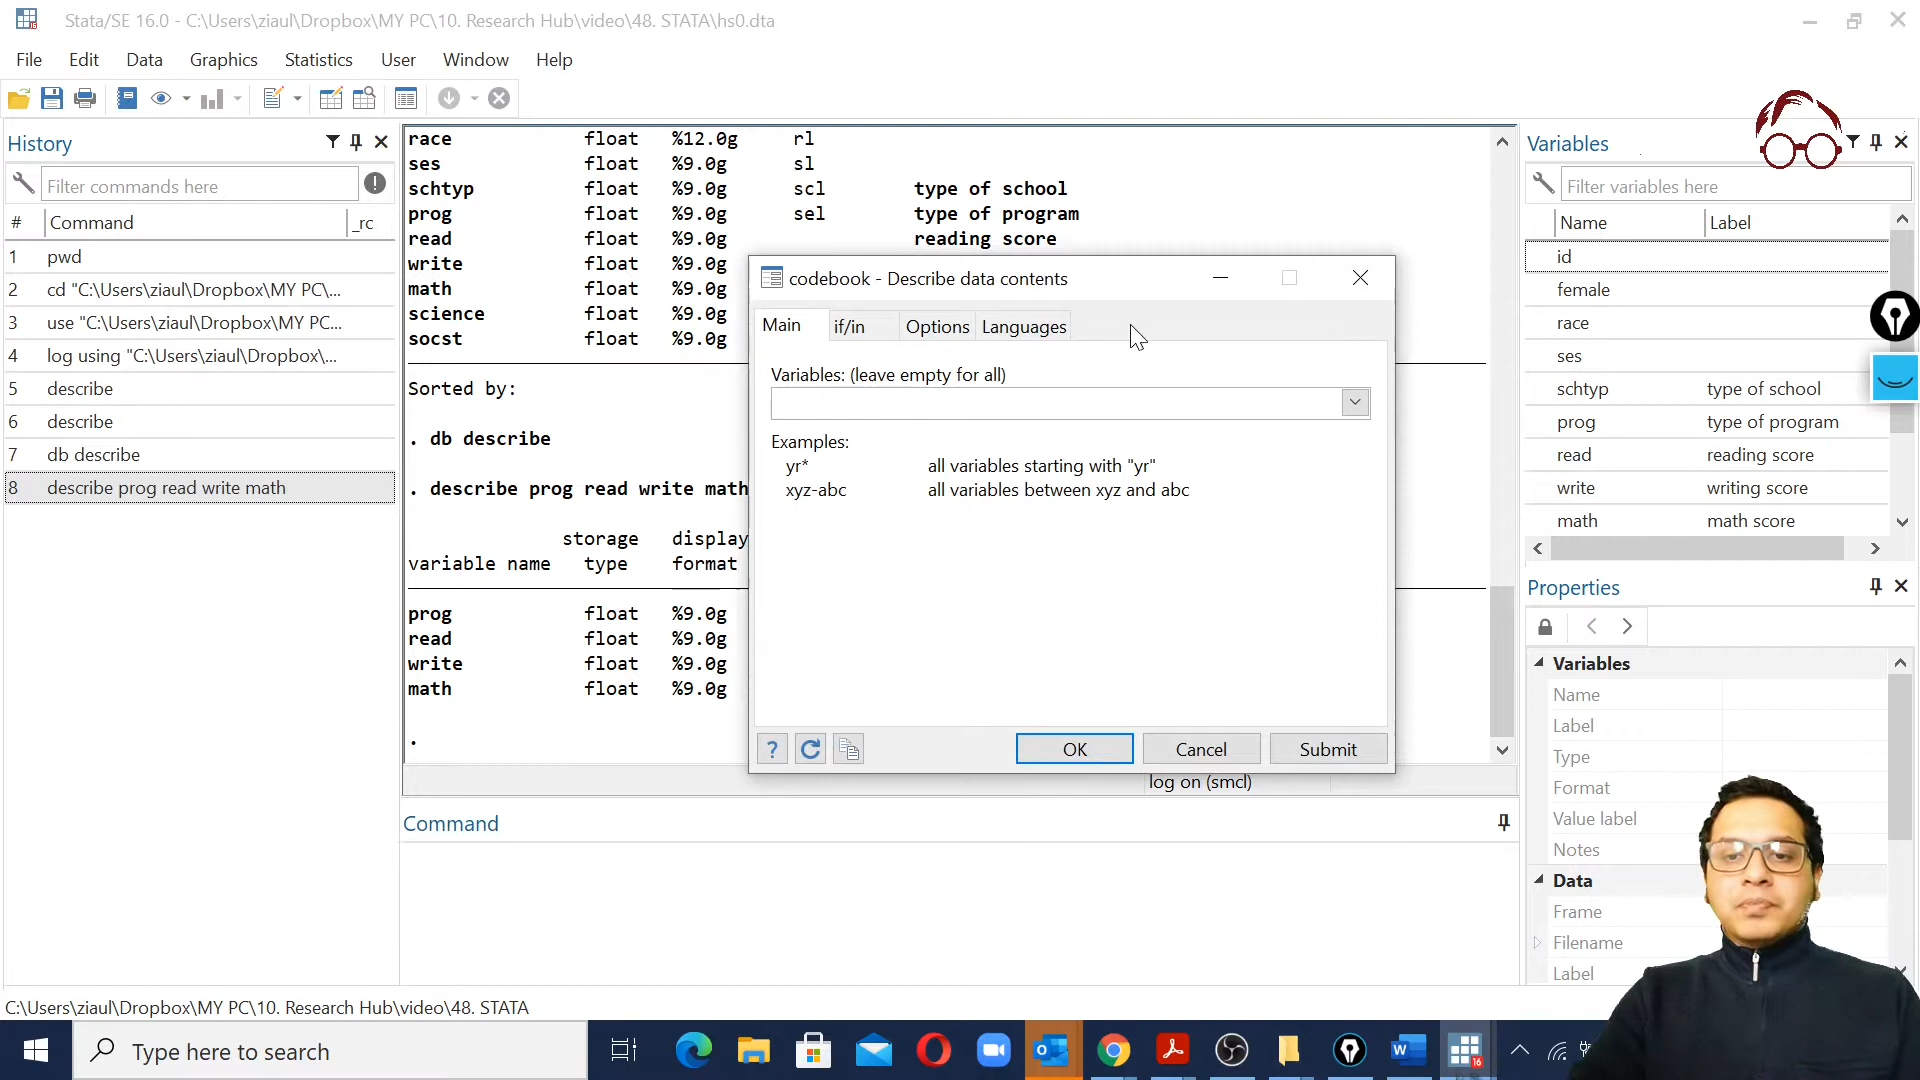 Stata/SE 16.0 - C:\Users\ziaul\Dropbox\MY PC\10. Research Hub\video\48. STATA\hs0.dta
File Edit Data Graphics Statistics User Window Help
History
Filter commands here
# Command _rc
1 pwd
2 cd "C:\Users\ziaul\Dropbox\MY PC\...
3 use "C:\Users\ziaul\Dropbox\MY PC...
4 log using "C:\Users\ziaul\Dropbox\...
5 describe
6 describe
7 db describe
8 describe prog read write math
race float %12.0g rl
ses float %9.0g sl
schtyp float %9.0g scl type of school
prog float %9.0g sel type of program
read float %9.0g reading score
write float %9.0g
math float %9.0g
science float %9.0g
socst float %9.0g
Sorted by:
. db describe
. describe prog read write math
storage display
variable name type format
prog float %9.0g
read float %9.0g
write float %9.0g
math float %9.0g
.
codebook - Describe data contents
Main if/in Options Languages
Variables: (leave empty for all)
Examples:
yr* all variables starting with "yr"
xyz-abc all variables between xyz and abc
? OK Cancel Submit
log on (smcl)
Command
Variables
Filter variables here
Name Label
id
female
race
ses
schtyp type of school
prog type of program
read reading score
write writing score
math math score
Properties
Variables
Name
Label
Type
Format
Value label
Notes
Data
Frame
Filename
Label
C:\Users\ziaul\Dropbox\MY PC\10. Research Hub\video\48. STATA
Type here to search
16